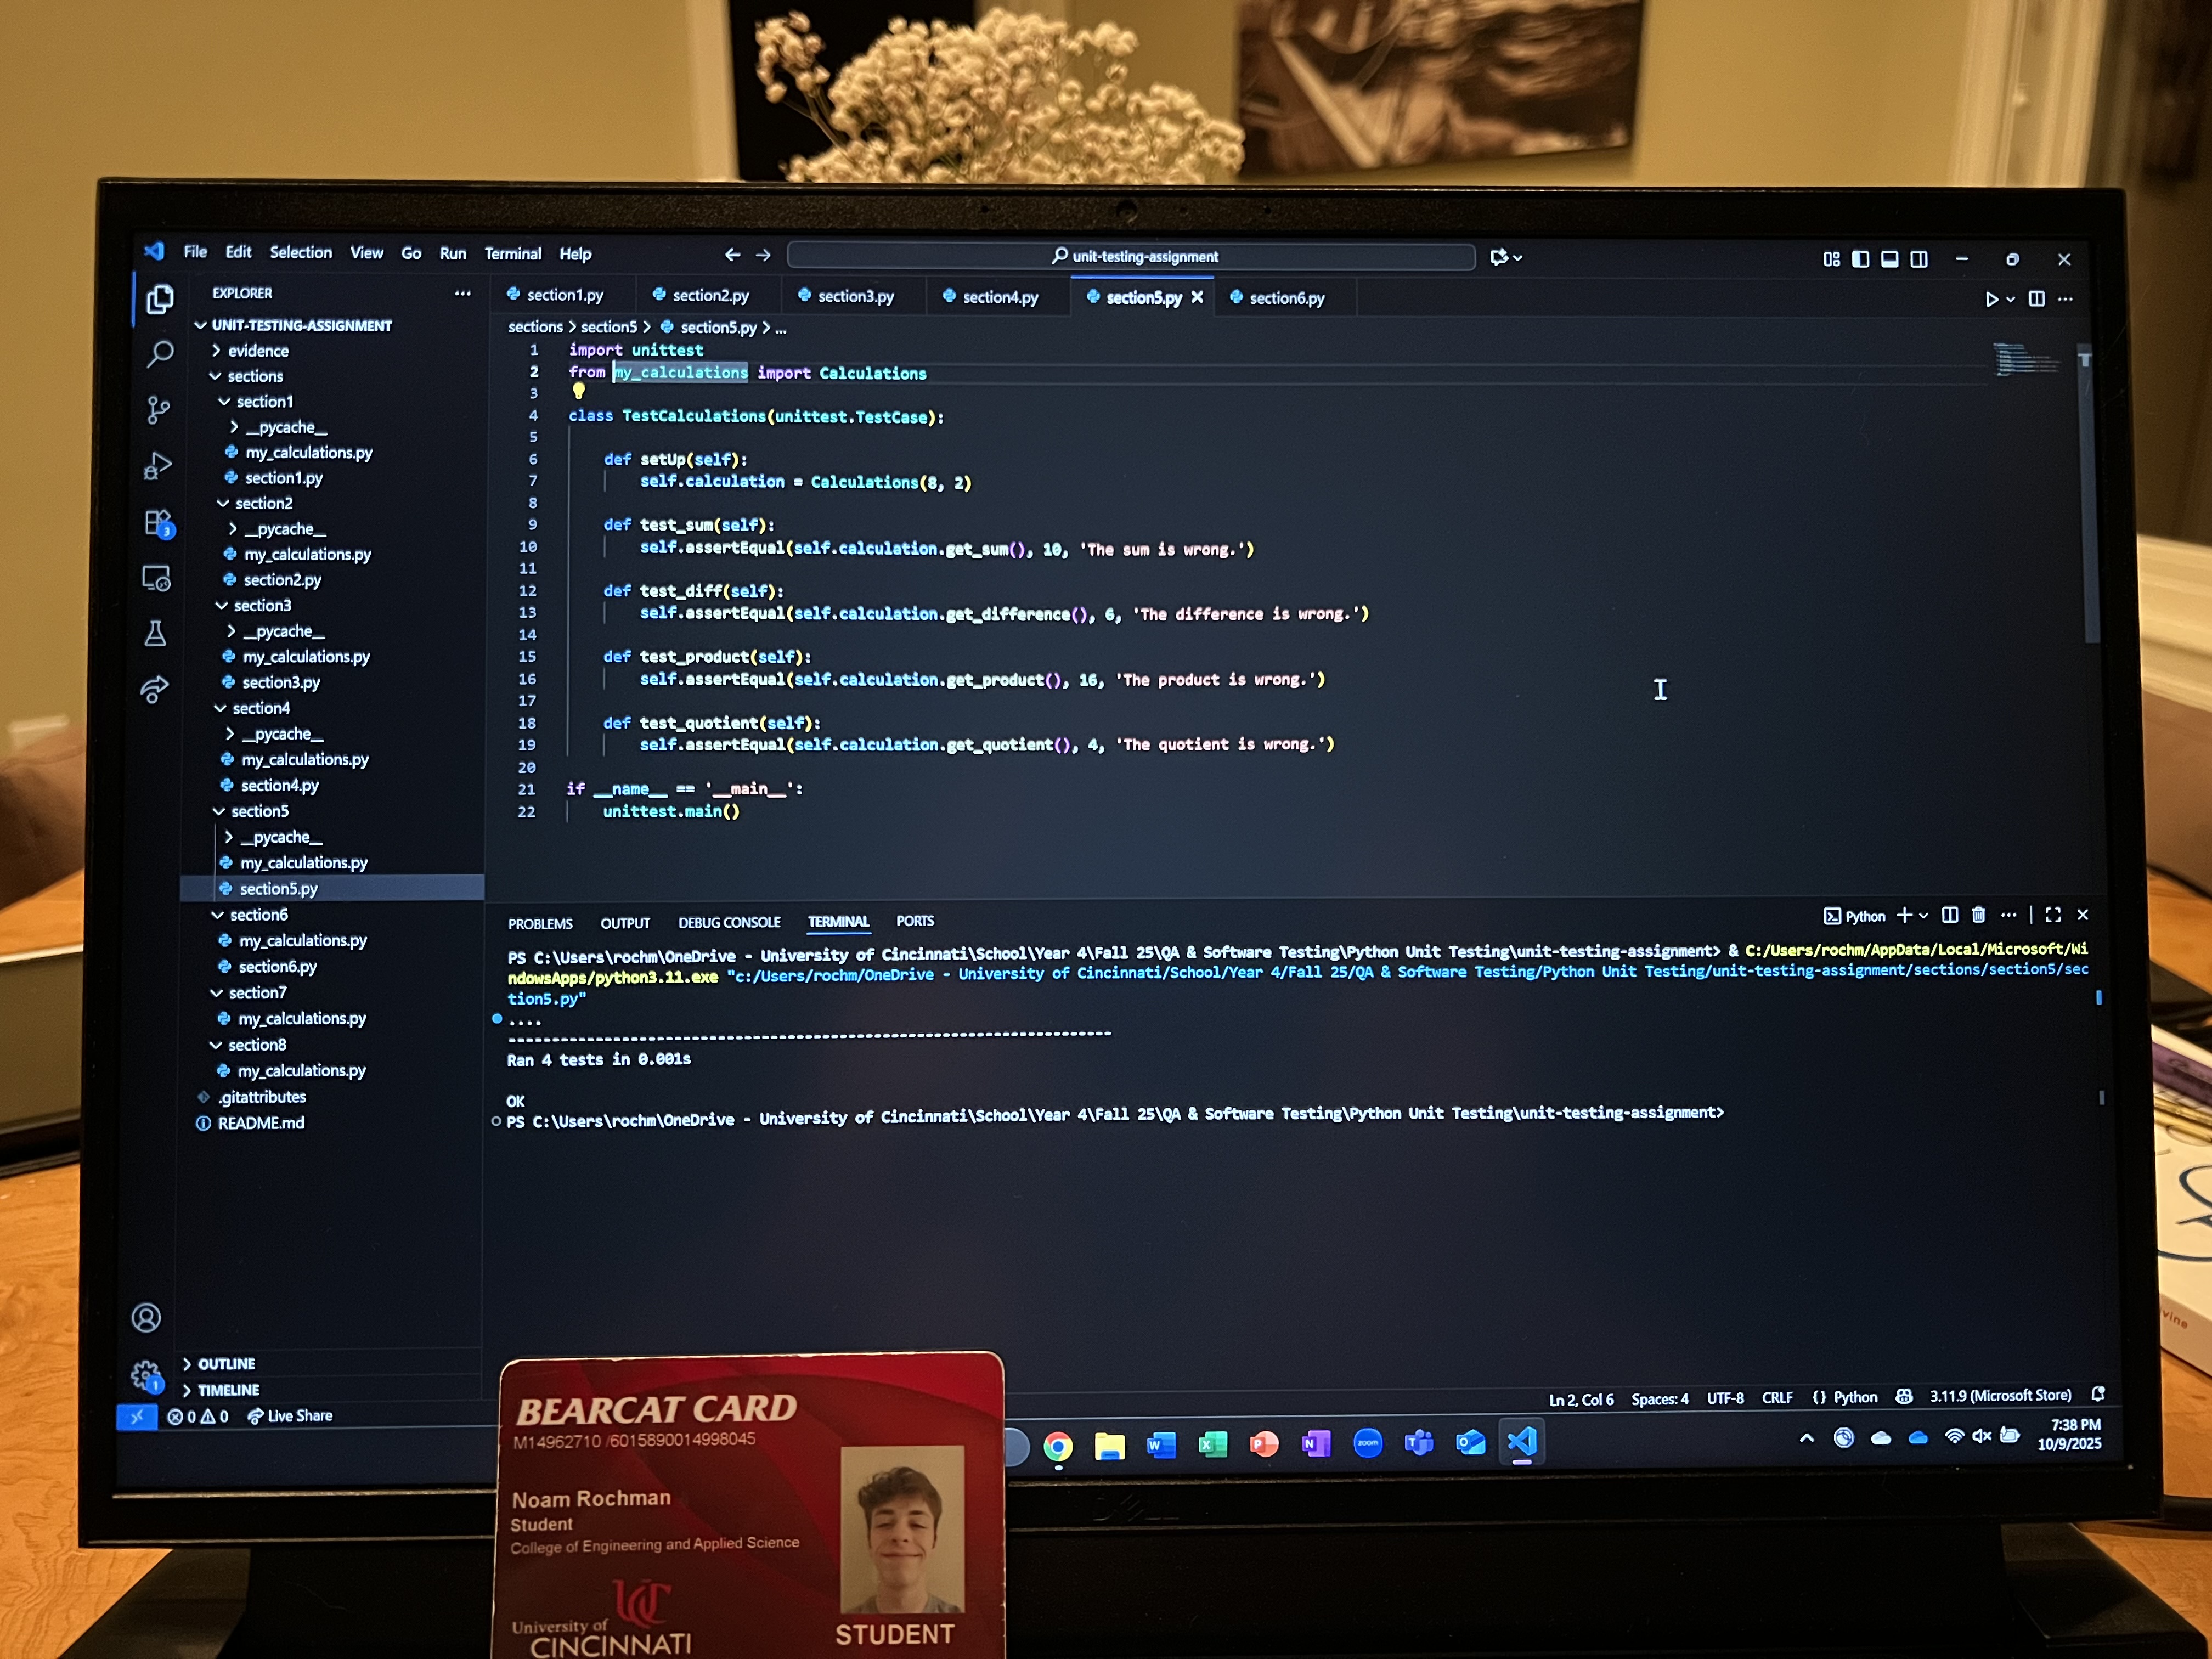 File Edit Selection View Go Run Terminal Help
unit-testing-assignment
EXPLORER
UNIT-TESTING-ASSIGNMENT
evidence
sections
section1
__pycache__
my_calculations.py
section1.py
section2
__pycache__
my_calculations.py
section2.py
section3
__pycache__
my_calculations.py
section3.py
section4
__pycache__
my_calculations.py
section4.py
section5
__pycache__
my_calculations.py
section5.py
section6
my_calculations.py
section6.py
section7
my_calculations.py
section8
my_calculations.py
.gitattributes
README.md
OUTLINE
TIMELINE
3
1
section1.py section2.py section3.py section4.py section5.py section6.py
sections > section5 > section5.py > ...
1 import unittest
2 from my_calculations import Calculations
3
4 class TestCalculations(unittest.TestCase):
5
6 def setUp(self):
7 self.calculation = Calculations(8, 2)
8
9 def test_sum(self):
10 self.assertEqual(self.calculation.get_sum(), 10, 'The sum is wrong.')
11
12 def test_diff(self):
13 self.assertEqual(self.calculation.get_difference(), 6, 'The difference is wrong.')
14
15 def test_product(self):
16 self.assertEqual(self.calculation.get_product(), 16, 'The product is wrong.')
17
18 def test_quotient(self):
19 self.assertEqual(self.calculation.get_quotient(), 4, 'The quotient is wrong.')
20
21 if __name__ == '__main__':
22 unittest.main()
PROBLEMS OUTPUT DEBUG CONSOLE TERMINAL PORTS
Python
PS C:\Users\rochm\OneDrive - University of Cincinnati\School\Year 4\Fall 25\QA & Software Testing\Python Unit Testing\unit-testing-assignment> & C:/Users/rochm/AppData/Local/Microsoft/Wi
ndowsApps/python3.11.exe "c:/Users/rochm/OneDrive - University of Cincinnati/School/Year 4/Fall 25/QA & Software Testing/Python Unit Testing/unit-testing-assignment/sections/section5/sec
tion5.py"
....
----------------------------------------------------------------------
Ran 4 tests in 0.001s
OK
PS C:\Users\rochm\OneDrive - University of Cincinnati\School\Year 4\Fall 25\QA & Software Testing\Python Unit Testing\unit-testing-assignment>
0 0 Live Share
Ln 2, Col 6 Spaces: 4 UTF-8 CRLF {} Python 3.11.9 (Microsoft Store)
zoom
7:38 PM
10/9/2025
DELL
BEARCAT CARD
M14962710 /6015890014998045
Noam Rochman
Student
College of Engineering and Applied Science
UC
University of
CINCINNATI
STUDENT